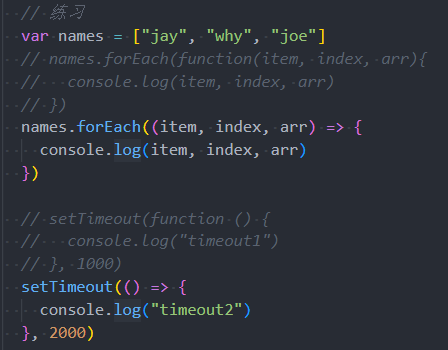 // 练习
var names = ["jay", "why", "joe"]
// names.forEach(function(item, index, arr){
//   console.log(item, index, arr)
// })
names.forEach((item, index, arr) => {
  console.log(item, index, arr)
})

// setTimeout(function () {
//   console.log("timeout1")
// }, 1000)
setTimeout(() => {
  console.log("timeout2")
}, 2000)